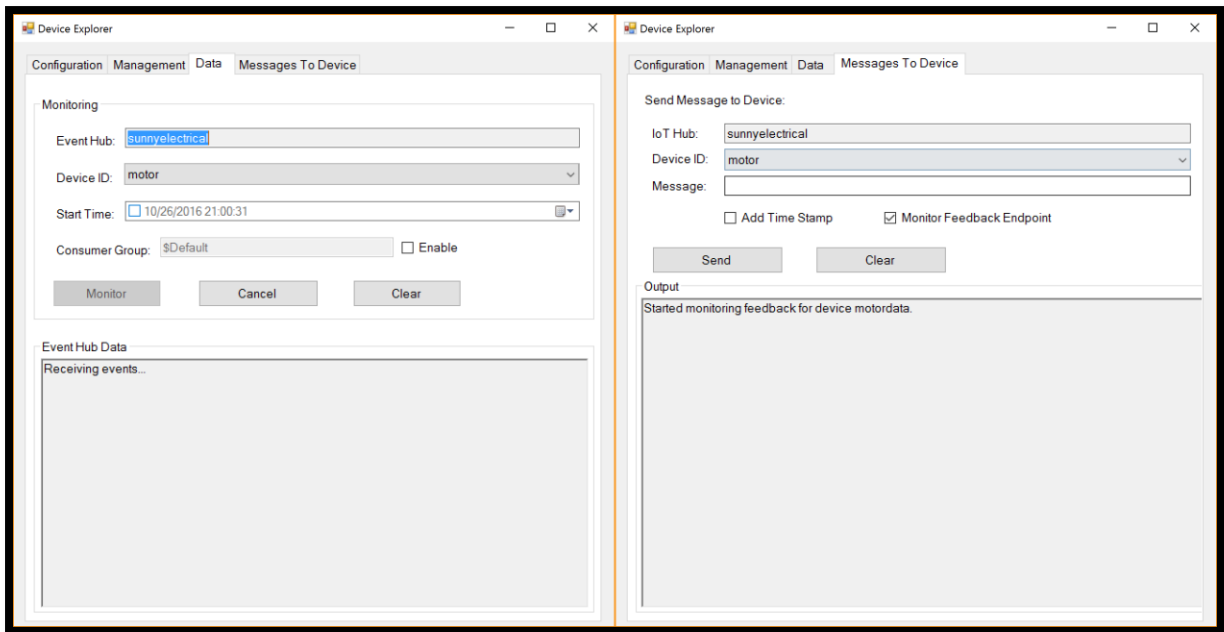 Device Explorer
Configuration Management Data Messages To Device
Monitoring
Event Hub: sunnyelectrical
Device ID: motor
Start Time: 10/26/2016 21:00:31
Consumer Group: $Default Enable
Monitor Cancel Clear
Event Hub Data
Receiving events...
Device Explorer
Configuration Management Data Messages To Device
Send Message to Device:
IoT Hub: sunnyelectrical
Device ID: motor
Message:
Add Time Stamp Monitor Feedback Endpoint
Send Clear
Output
Started monitoring feedback for device motordata.